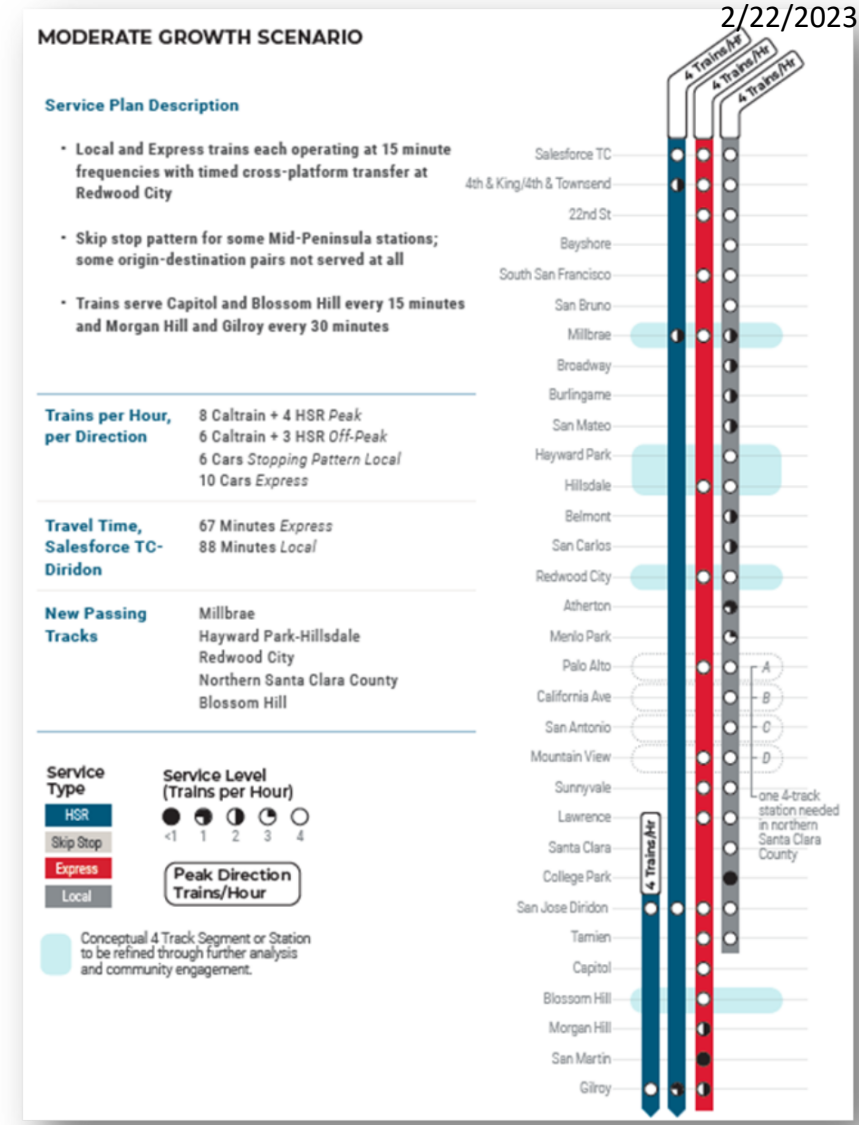 2/22/2023
MODERATE GROWTH SCENARIO
Service Plan Description
• Local and Express trains each operating at 15 minute
frequencies with timed cross-platform transfer at
Redwood City
• Skip stop pattern for some Mid-Peninsula stations;
some origin-destination pairs not served at all
• Trains serve Capitol and Blossom Hill every 15 minutes
and Morgan Hill and Gilroy every 30 minutes
Trains per Hour,
per Direction
8 Caltrain + 4 HSR Peak
6 Caltrain + 3 HSR Off-Peak
6 Cars Stopping Pattern Local
10 Cars Express
Travel Time,
Salesforce TC-
Diridon
67 Minutes Express
88 Minutes Local
New Passing
Tracks
Millbrae
Hayward Park-Hillsdale
Redwood City
Northern Santa Clara County
Blossom Hill
Service
Type
HSR
Skip Stop
Express
Local
Service Level
(Trains per Hour)
<1 1 2 3 4
Peak Direction
Trains/Hour
Conceptual 4 Track Segment or Station
to be refined through further analysis
and community engagement.
4 Trains/Hr
4 Trains/Hr
4 Trains/Hr
Salesforce TC
4th & King/4th & Townsend
22nd St
Bayshore
South San Francisco
San Bruno
Millbrae
Broadway
Burlingame
San Mateo
Hayward Park
Hillsdale
Belmont
San Carlos
Redwood City
Atherton
Menlo Park
Palo Alto
A
California Ave
B
San Antonio
C
Mountain View
D
Sunnyvale
Lawrence
Santa Clara
College Park
San Jose Diridon
Tamien
Capitol
Blossom Hill
Morgan Hill
San Martin
Gilroy
one 4-track
station needed
in northern
Santa Clara
County
4 Trains/Hr